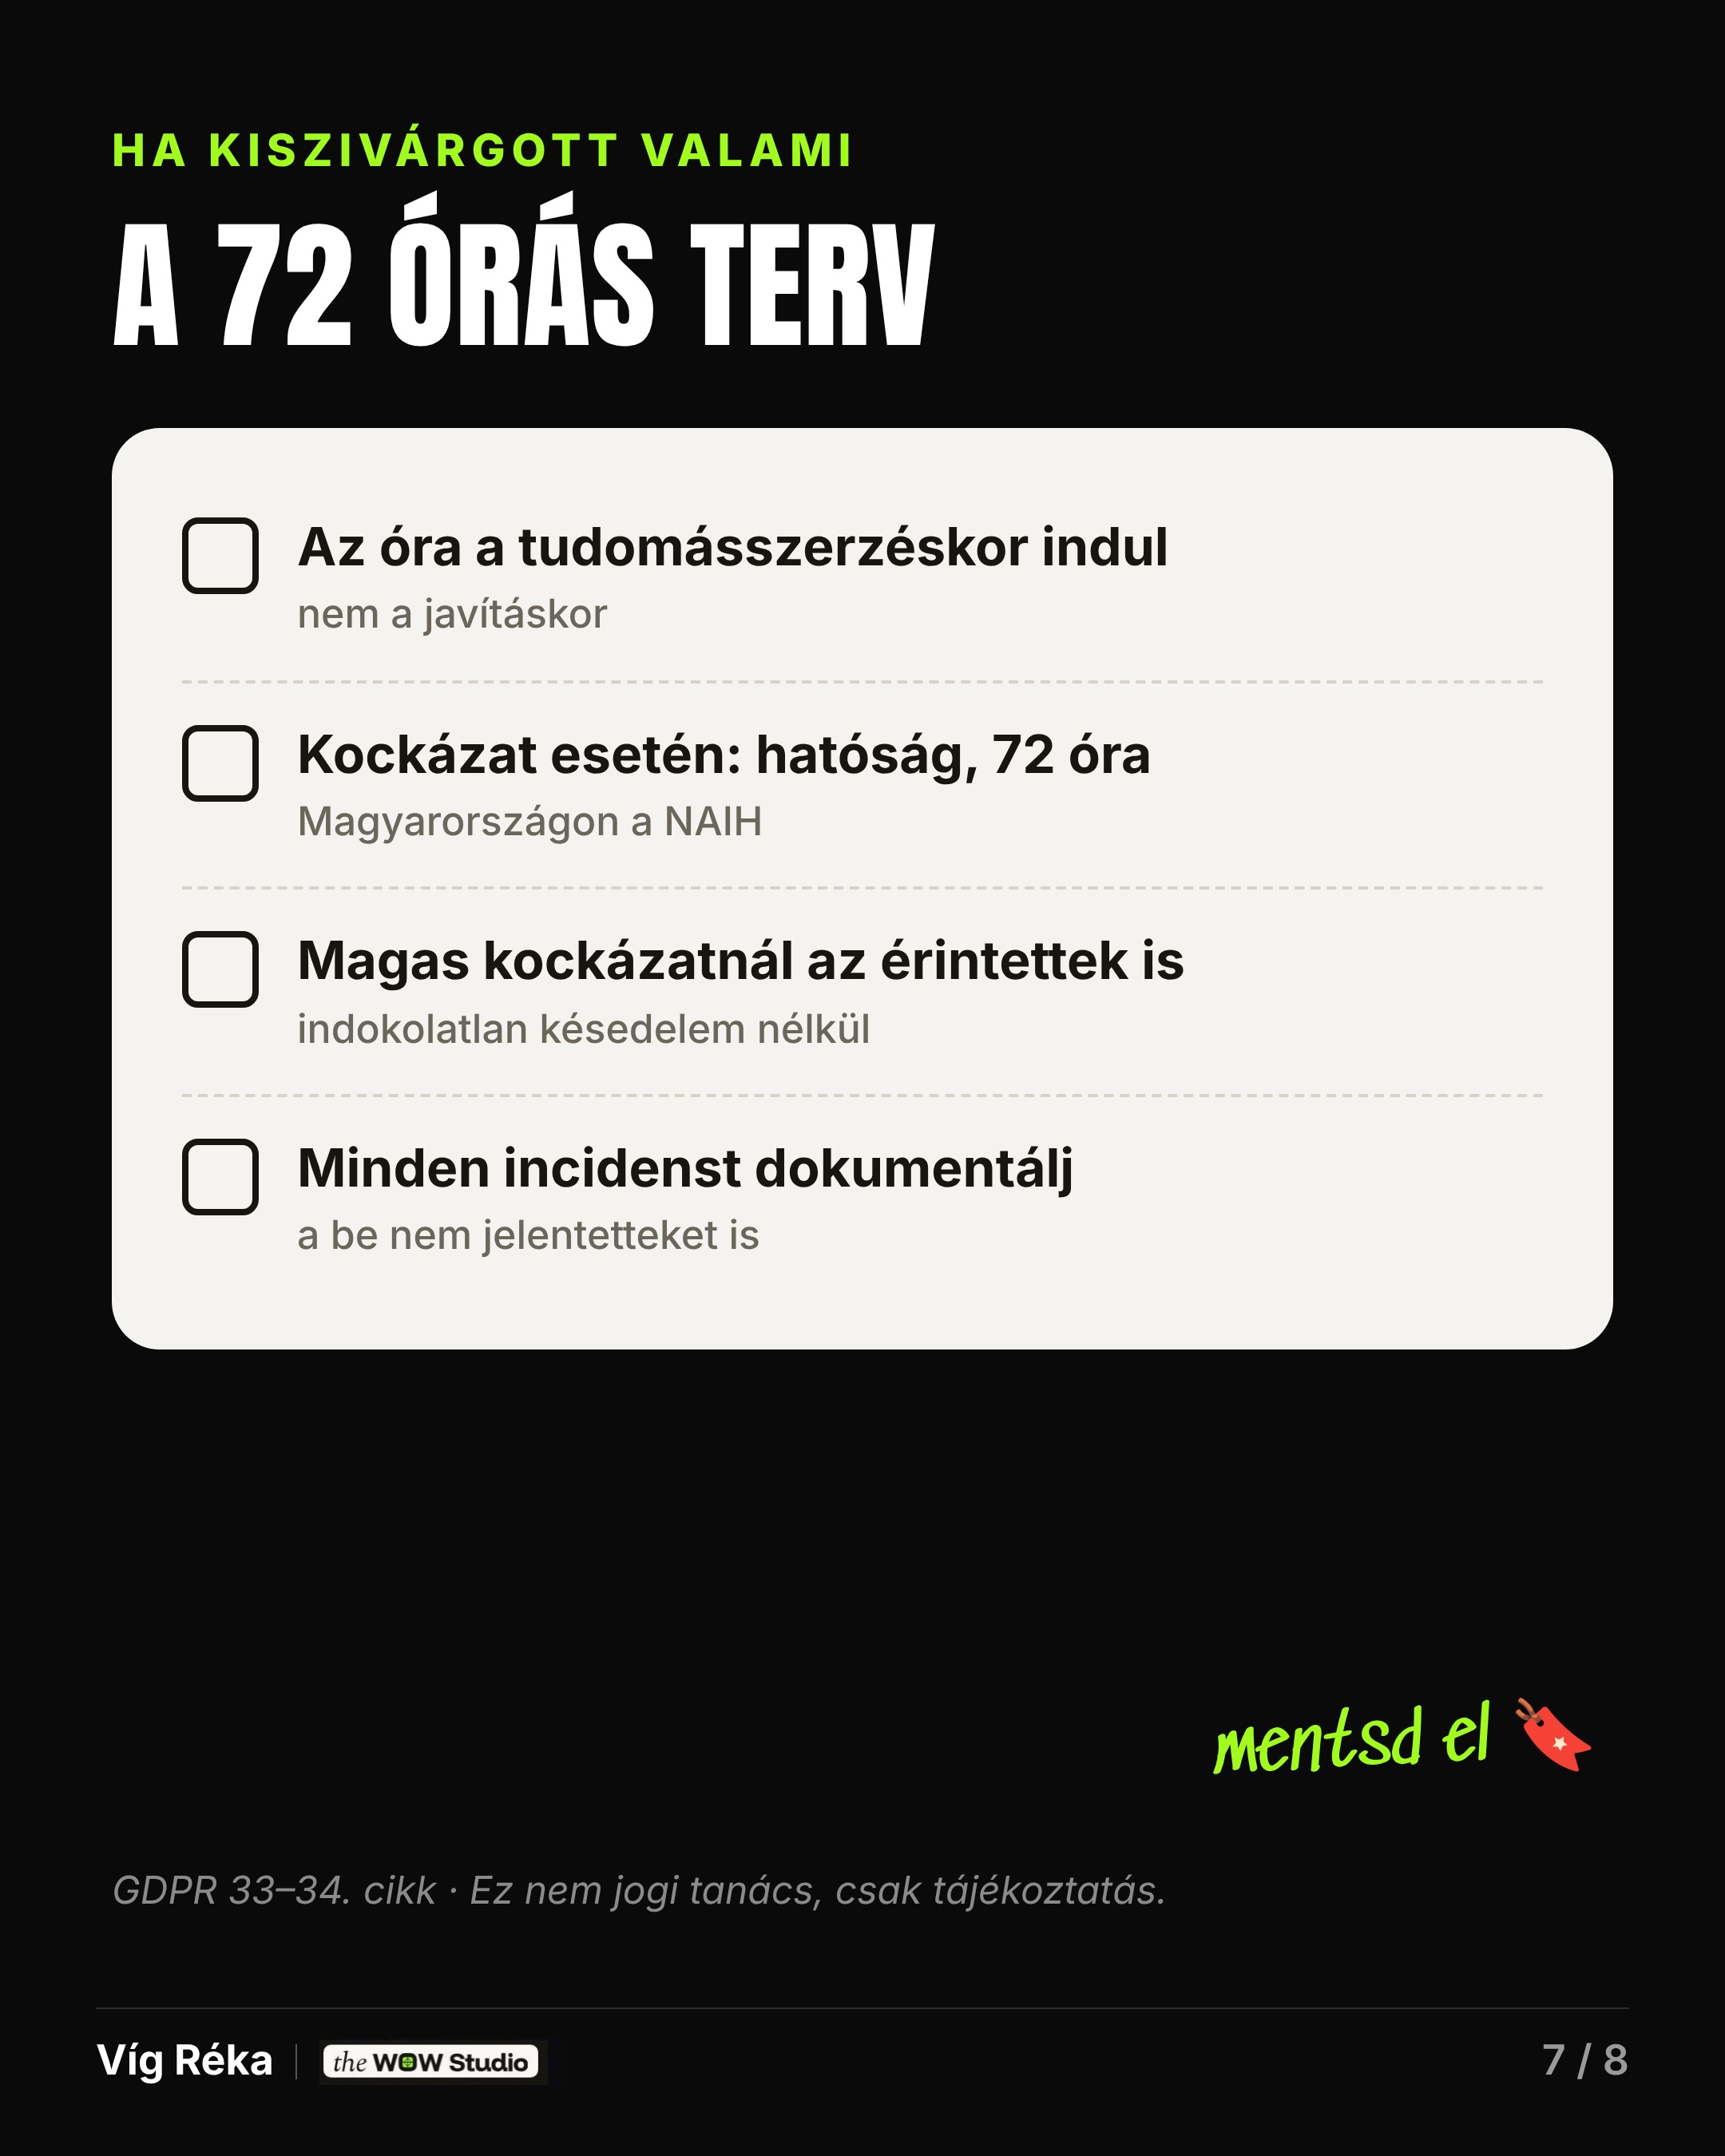 HA KISZIVÁRGOTT VALAMI
A 72 ÓRÁS TERV
Az óra a tudomásszerzéskor indul
nem a javításkor
Kockázat esetén: hatóság, 72 óra
Magyarországon a NAIH
Magas kockázatnál az érintettek is
indokolatlan késedelem nélkül
Minden incidenst dokumentálj
a be nem jelentetteket is
mentsd el
GDPR 33–34. cikk · Ez nem jogi tanács, csak tájékoztatás.
Víg Réka | the WOW Studio
7 / 8